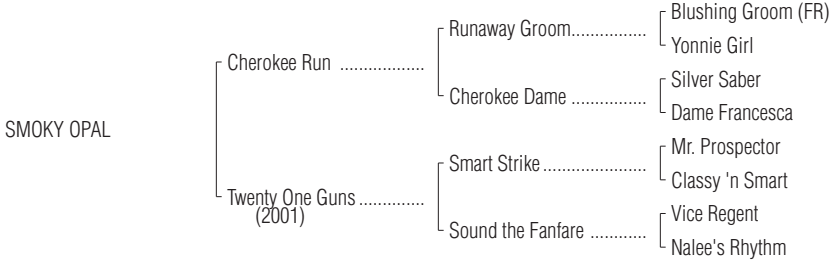 Blushing Groom (FR)
Runaway Groom................
Yonnie Girl
Cherokee Run ..................
Silver Saber
Cherokee Dame ................
Dame Francesca
SMOKY OPAL
Mr. Prospector
Smart Strike......................
Classy 'n Smart
Twenty One Guns ..............
(2001)
Vice Regent
Sound the Fanfare ............
Nalee's Rhythm